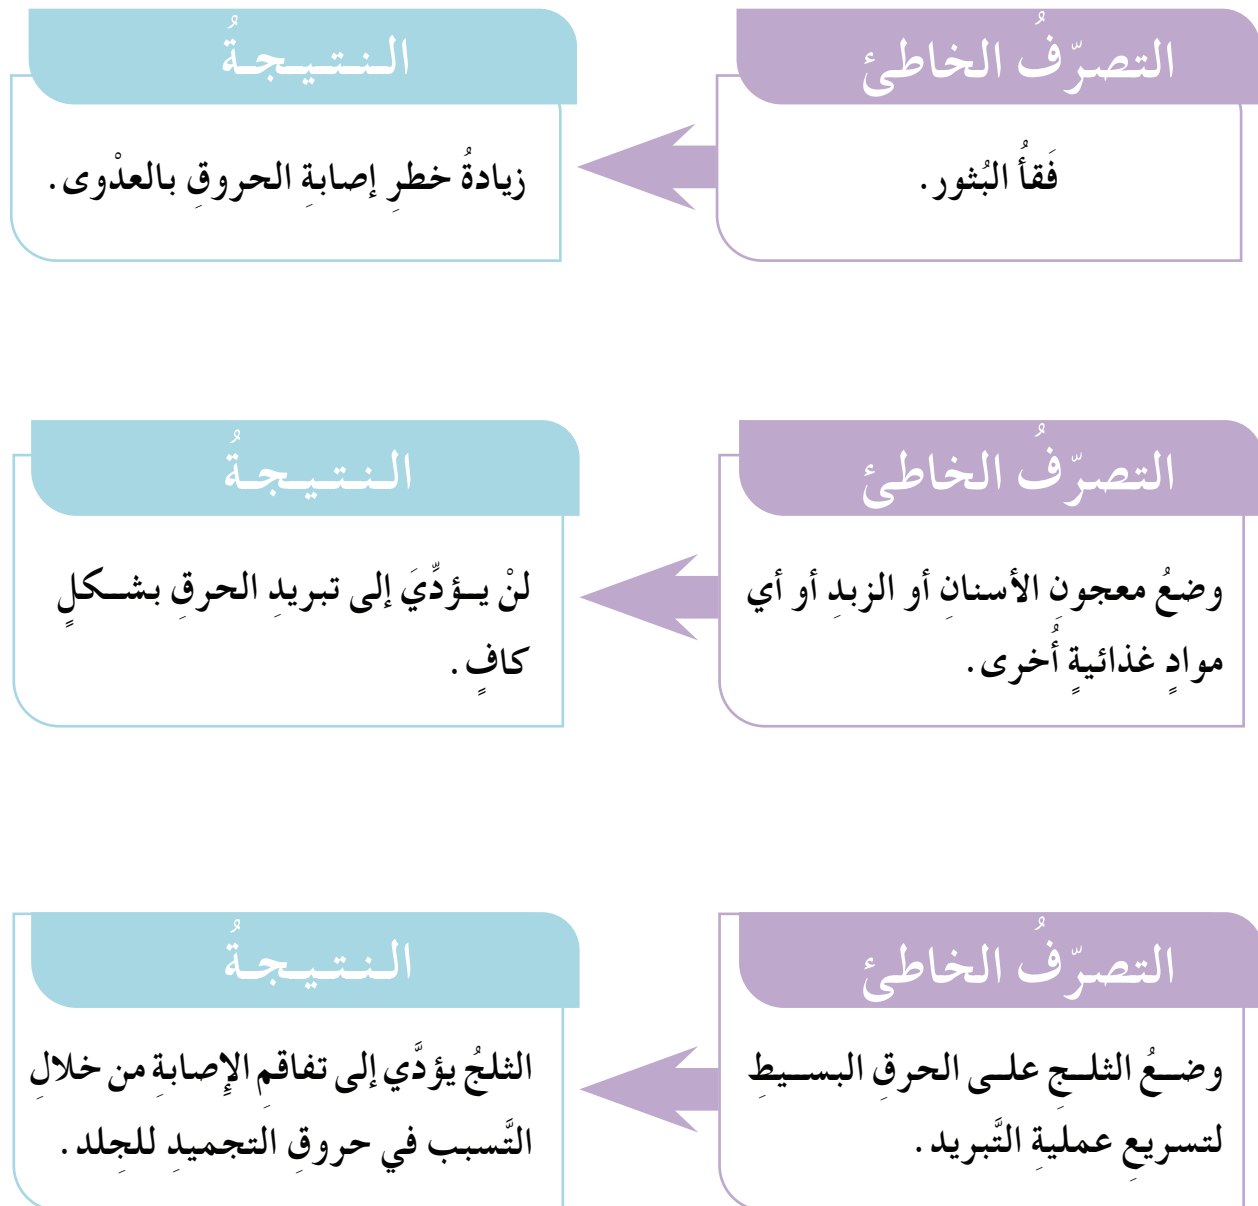 التصرّفُ الخاطئ
فَقأُ البُثور.
النتيجةُ
زيادةُ خطرِ إصابةِ الحروقِ بالعدْوى.
التصرّفُ الخاطئ
وضعُ معجونِ الأسنانِ أو الزبدِ أو أي
موادٍ غذائيةٍ أُخرى.
النتيجةُ
لنْ يؤدِّيَ إلى تبريدِ الحرقِ بشكلٍ
كافٍ.
التصرّفُ الخاطئ
وضعُ الثلجِ على الحرقِ البسيطِ
لتسريعِ عمليةِ التَّبريد.
النتيجةُ
الثلجُ يؤدَّي إلى تفاقمِ الإِصابةِ من خلالِ
التَّسبب في حروقِ التجميدِ للجِلد.